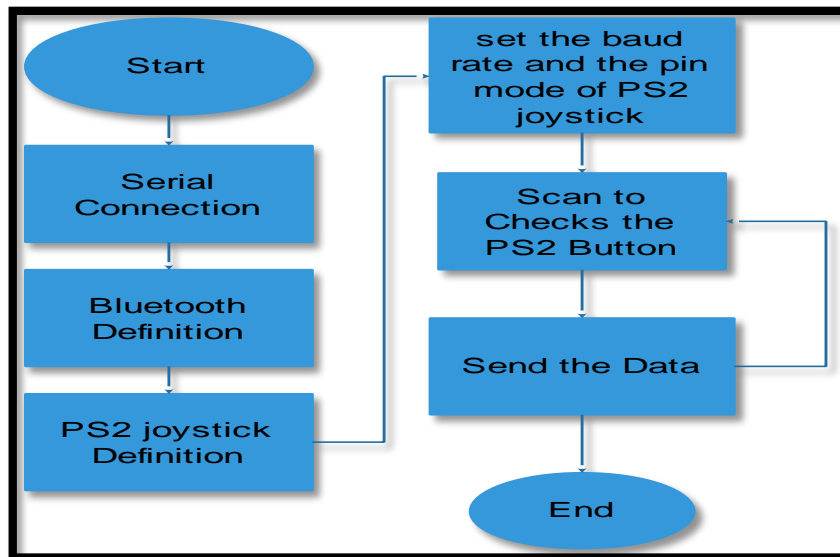 Start
Serial
Connection
Bluetooth
Definition
PS2 joystick
Definition
set the baud
rate and the pin
mode of PS2
joystick
Scan to
Checks the
PS2 Button
Send the Data
End